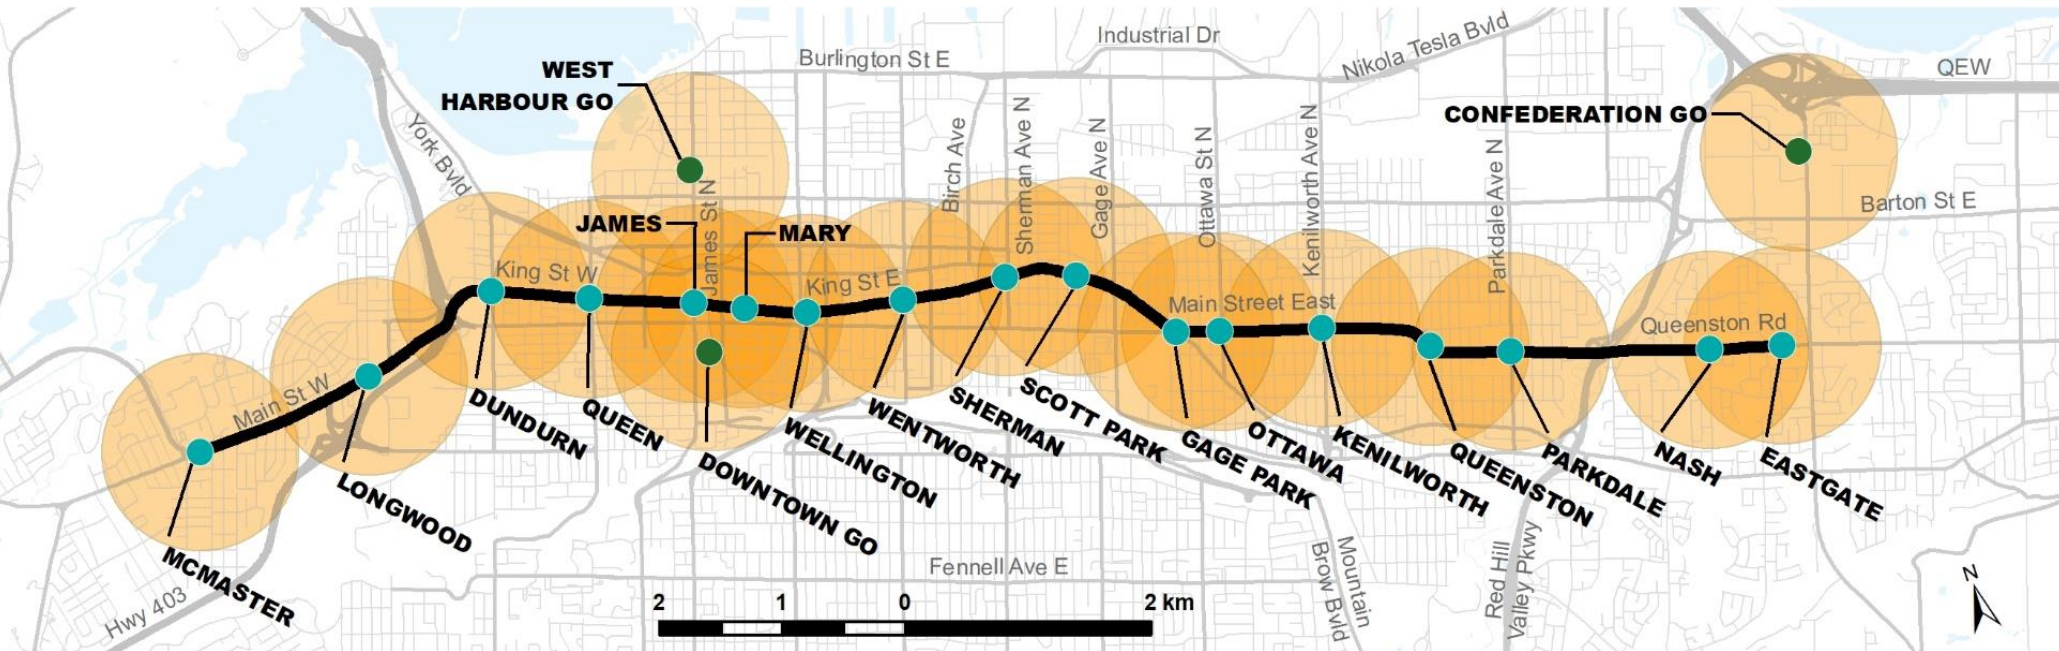 WEST
HARBOUR GO
Burlington St E
Industrial Dr
Nikola Tesla Bvld
QEW
CONFEDERATION GO
York Bvld
Birch Ave
Sherman Ave N
Gage Ave N
Ottawa St N
Kenilworth Ave N
Parkdale Ave N
Barton St E
JAMES
James St N
MARY
King St W
King St E
Main Street East
Queenston Rd
Main St W
DUNDURN
QUEEN
DOWNTOWN GO
WELLINGTON
WENTWORTH
SHERMAN
SCOTT PARK
GAGE PARK
OTTAWA
KENILWORTH
QUEENSTON
PARKDALE
NASH
EASTGATE
LONGWOOD
MCMASTER
Hwy 403
Fennell Ave E
Mountain
Brow Bvld
Red Hill
Valley Pkwy
2 1 0 2 km
N